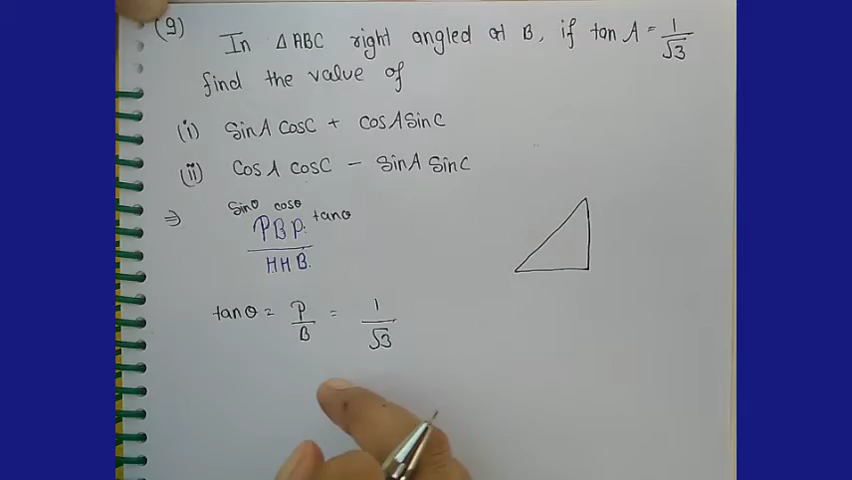 (9) In △ABC right angled at B, if tan A = 1/√3
find the value of
(i) SinA CosC + CosA SinC
(ii) CosA CosC − SinA SinC
⇒ Sinθ cosθ tanθ
PBP.
HHB.
tanθ = P/B = 1/√3